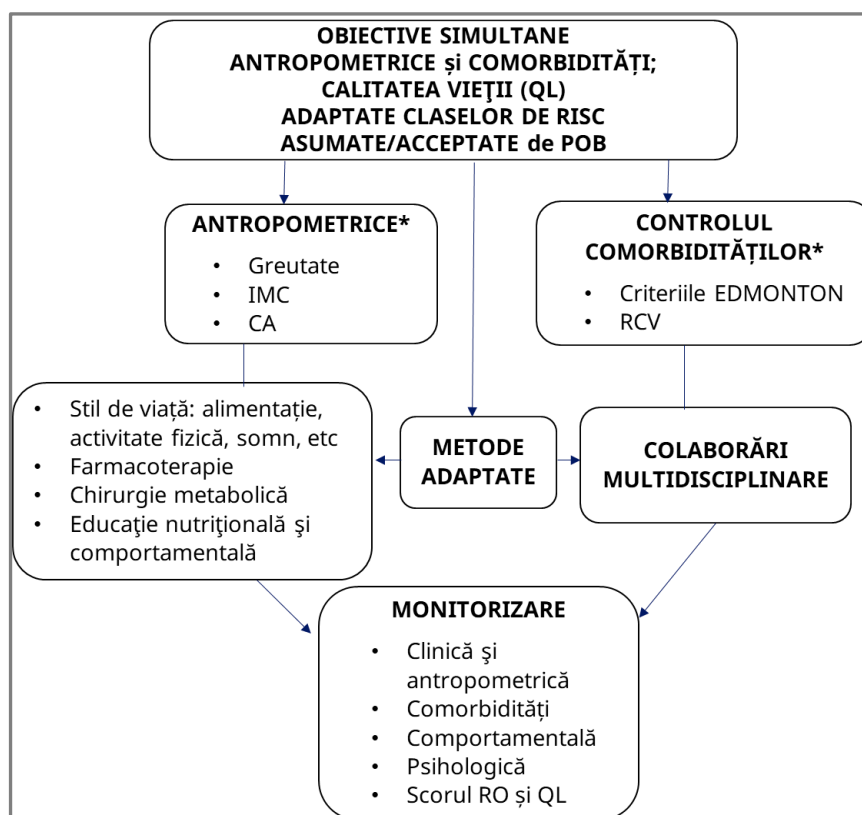 OBIECTIVE SIMULTANE
ANTROPOMETRICE și COMORBIDITĂȚI;
CALITATEA VIEŢII (QL)
ADAPTATE CLASELOR DE RISC
ASUMATE/ACCEPTATE de POB
ANTROPOMETRICE*
• Greutate
• IMC
• CA
CONTROLUL
COMORBIDITĂȚILOR*
• Criteriile EDMONTON
• RCV
• Stil de viață: alimentație,
activitate fizică, somn, etc
• Farmacoterapie
• Chirurgie metabolică
• Educaţie nutriţională şi
comportamentală
METODE
ADAPTATE
COLABORĂRI
MULTIDISCIPLINARE
MONITORIZARE
• Clinică şi
antropometrică
• Comorbidități
• Comportamentală
• Psihologică
• Scorul RO și QL